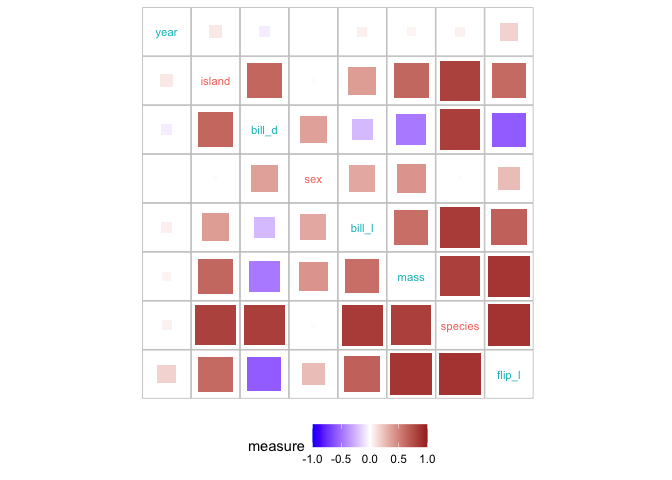 year
island
bill_d
sex
bill_l
mass
species
flip_l
measure
-1.0 -0.5 0.0 0.5 1.0